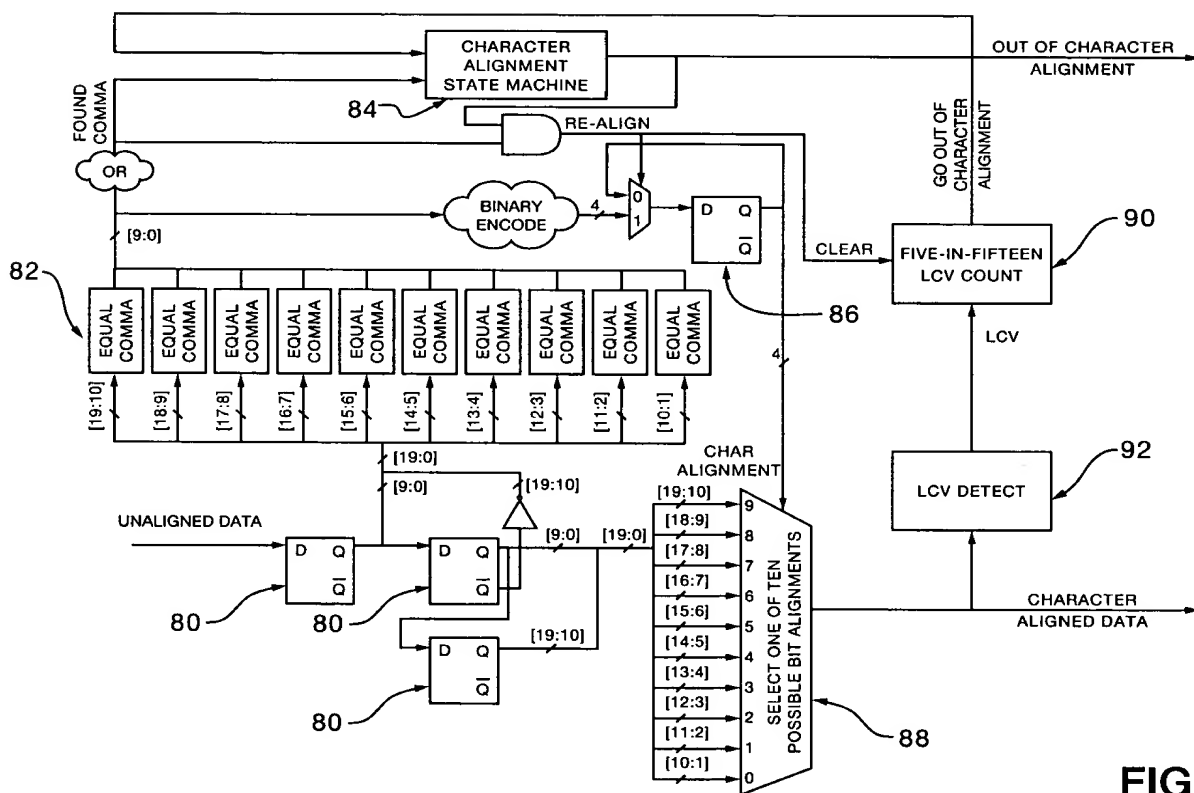 CHARACTER
ALIGNMENT
STATE MACHINE
84
OUT OF CHARACTER
ALIGNMENT
FOUND
COMMA
RE-ALIGN
GO OUT OF
CHARACTER
ALIGNMENT
OR
BINARY
ENCODE
4
0
1
D Q
Q
86
CLEAR
FIVE-IN-FIFTEEN
LCV COUNT
90
[9:0]
82
EQUAL
COMMA
EQUAL
COMMA
EQUAL
COMMA
EQUAL
COMMA
EQUAL
COMMA
EQUAL
COMMA
EQUAL
COMMA
EQUAL
COMMA
EQUAL
COMMA
EQUAL
COMMA
LCV
4
[19:10]
[18:9]
[17:8]
[16:7]
[15:6]
[14:5]
[13:4]
[12:3]
[11:2]
[10:1]
92
LCV DETECT
[19:0]
[9:0]
[19:10]
CHAR
ALIGNMENT
UNALIGNED DATA
D Q
Q
80
D Q
Q
80
[9:0]
[19:0]
D Q
Q
80
[19:10]
[19:10] 9
[18:9] 8
[17:8] 7
[16:7] 6
[15:6] 5
[14:5] 4
[13:4] 3
[12:3] 2
[11:2] 1
[10:1] 0
SELECT ONE OF TEN
POSSIBLE BIT ALIGNMENTS
88
CHARACTER
ALIGNED DATA
FIG